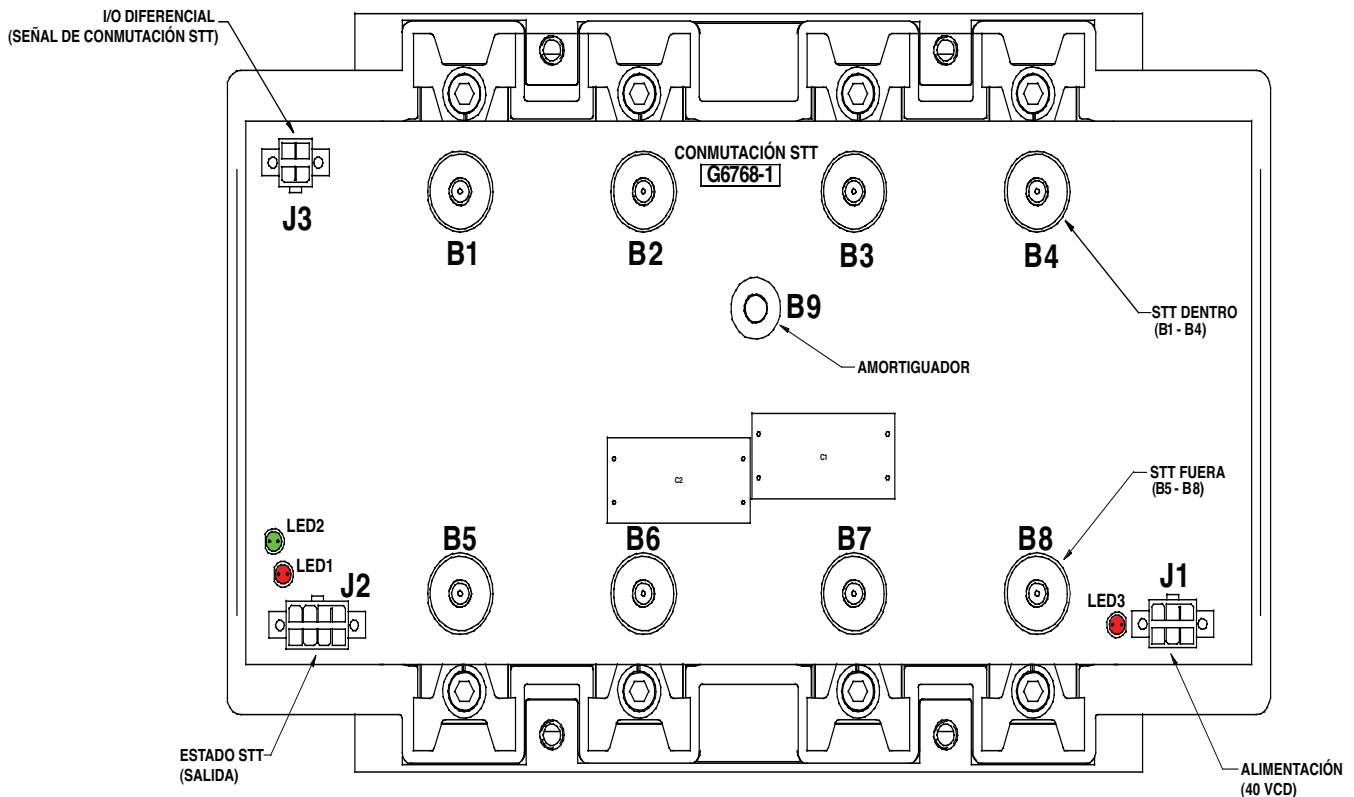 I/O DIFERENCIAL
(SEÑAL DE CONMUTACIÓN STT)
CONMUTACIÓN STT
G6768-1
J3
B1
B2
B3
B4
B9
STT DENTRO
(B1 - B4)
AMORTIGUADOR
C1
C2
STT FUERA
(B5 - B8)
LED2
LED1
B5
B6
B7
B8
J2
J1
LED3
ESTADO STT
(SALIDA)
ALIMENTACIÓN
(40 VCD)